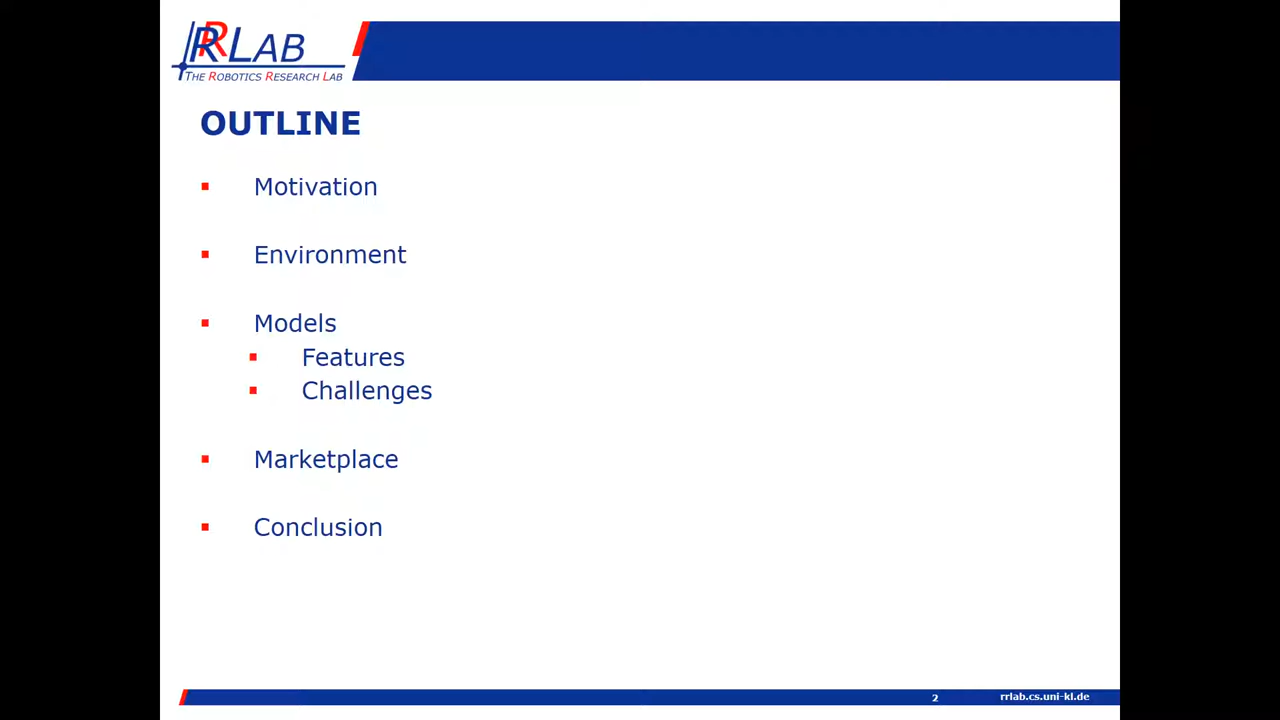 RRLAB
THE ROBOTICS RESEARCH LAB
OUTLINE
Motivation
Environment
Models
Features
Challenges
Marketplace
Conclusion
2
rrlab.cs.uni-kl.de